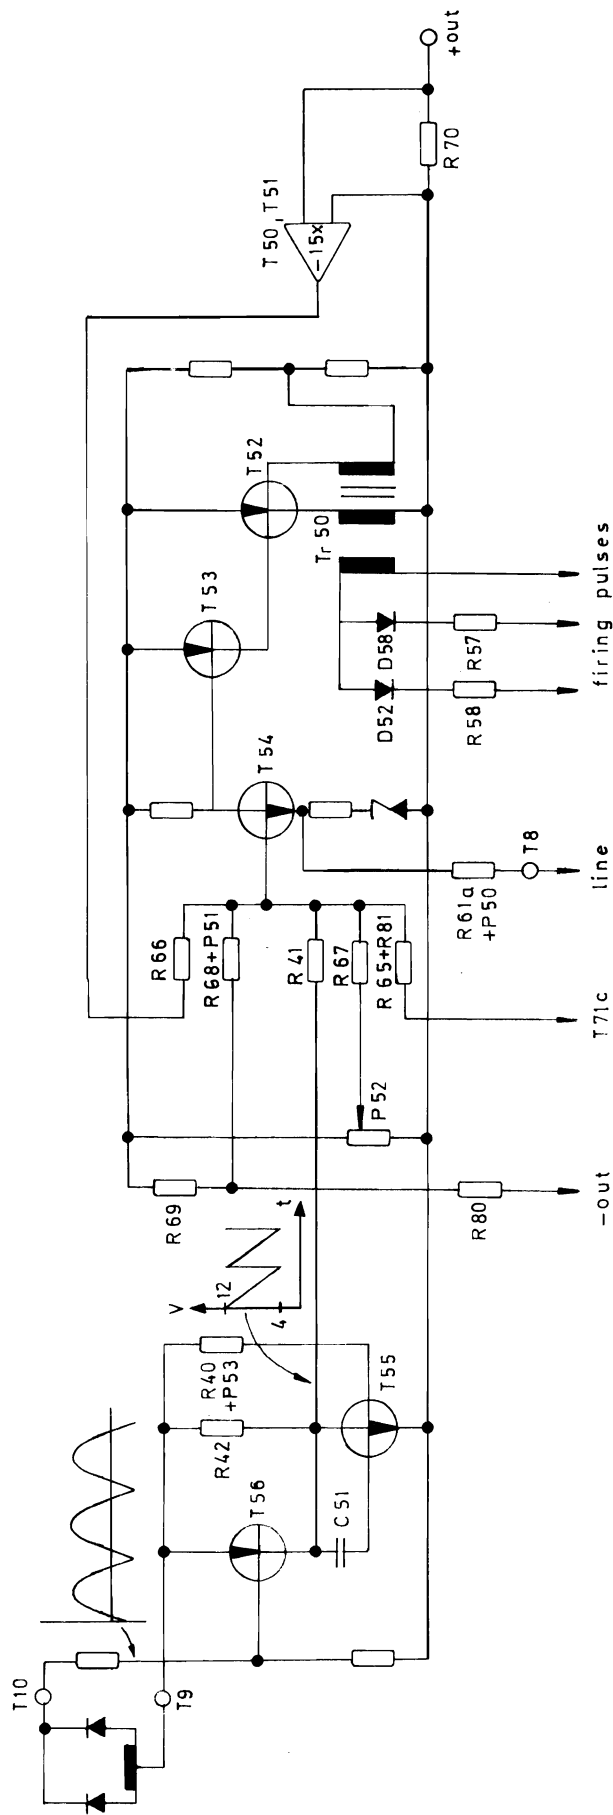 T10
T9
T56
C51
R42
R40
+P53
T55
V
12
4
t
R69
R80
-out
P52
R66
R68+P51
R41
R67
R65+R81
T71c
R61a
+P50
T8
line
T54
T53
T52
Tr 50
D52
D58
R58
R57
firing pulses
T50, T51
-15x
R70
+out